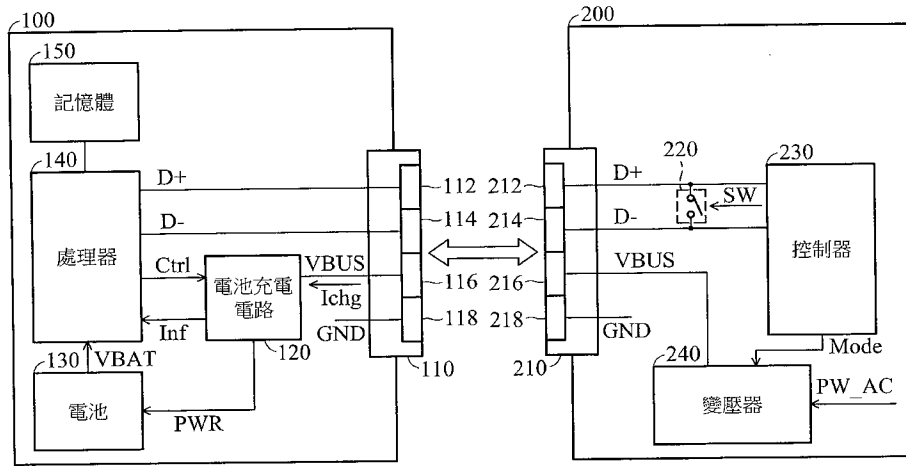 100
150
記憶體
140
處理器
D+
D-
Ctrl
Inf
VBAT
130
電池
電池充電
電路
120
PWR
VBUS
Ichg
GND
110
112
114
116
118
200
212
214
216
218
210
D+
D-
VBUS
GND
220
SW
230
控制器
Mode
240
變壓器
PW_AC